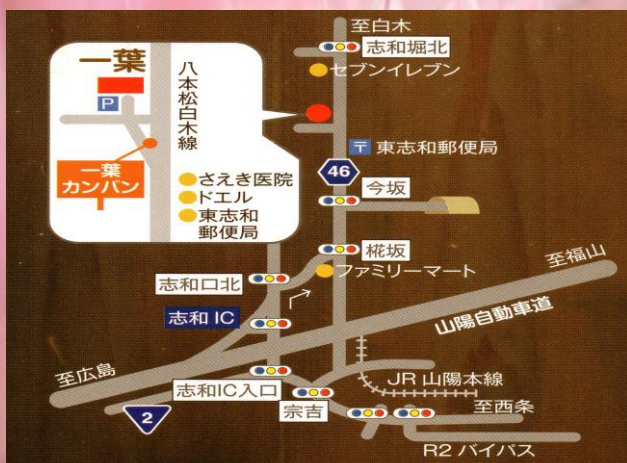 一葉
P
八本松白木線
一葉
カンバン
さえき医院
ドエル
東志和
郵便局
至白木
志和堀北
セブンイレブン
〒 東志和郵便局
46
今坂
椛坂
ファミリーマート
志和口北
志和 IC
至福山
山陽自動車道
至広島
志和IC入口
2
宗吉
JR 山陽本線
至西条
R2 バイパス